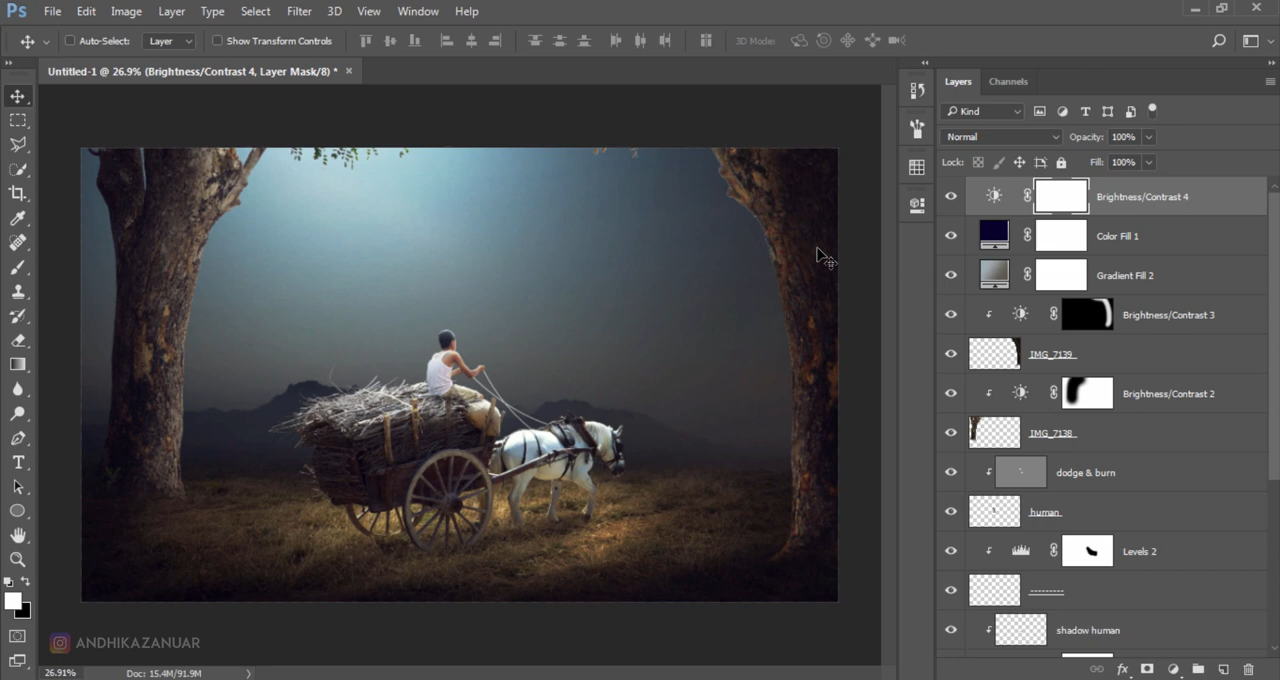 Ps File Edit Image Layer Type Select Filter 3D View Window Help
Auto-Select: Layer Show Transform Controls 3D Mode:
Untitled-1 @ 26.9% (Brightness/Contrast 4, Layer Mask/8) *
Layers Channels
Kind
Normal Opacity: 100%
Lock: Fill: 100%
Brightness/Contrast 4
Color Fill 1
Gradient Fill 2
Brightness/Contrast 3
IMG_7139
Brightness/Contrast 2
IMG_7138
dodge & burn
human
Levels 2
---------
shadow human
ANDHIKAZANUAR
26.91% Doc: 15.4M/91.9M